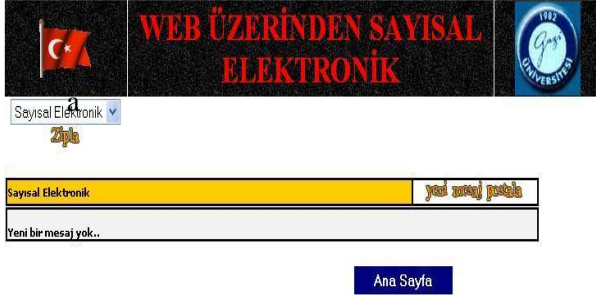 WEB ÜZERİNDEN SAYISAL
ELEKTRONİK
1982
Gazi
ÜNİVERSİTESİ
Sayısal Elektronik
a
Zıpla
Sayısal Elektronik yeni mesaj postala
Yeni bir mesaj yok..
Ana Sayfa